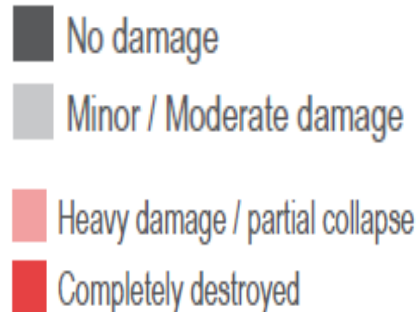 No damage
Minor / Moderate damage
Heavy damage / partial collapse
Completely destroyed